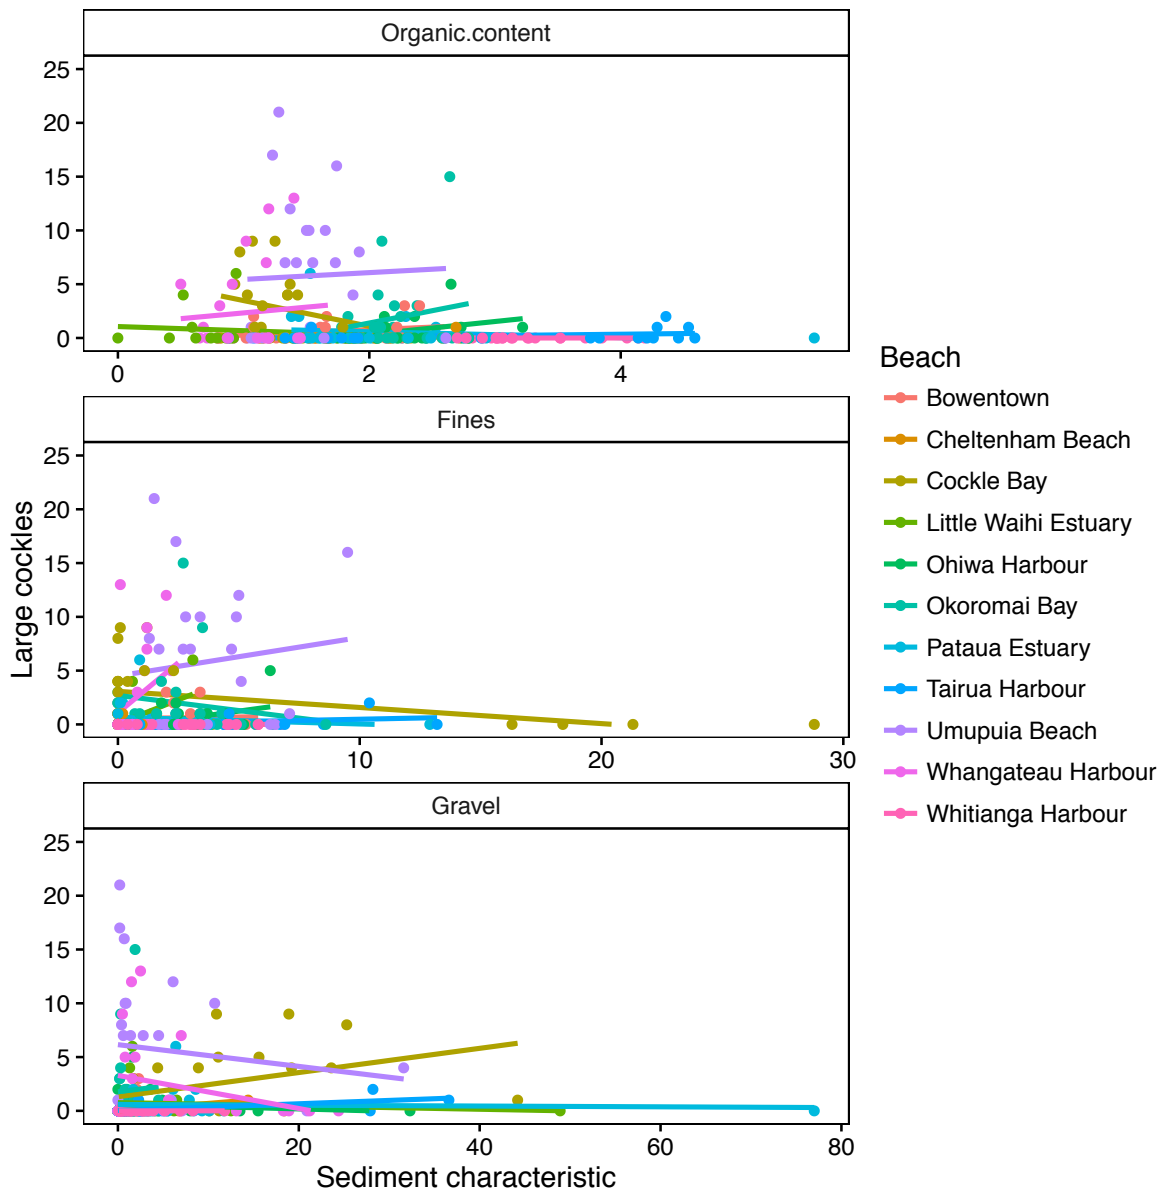 Organic.content
25
20
15
10
5
0
0 2 4
Fines
25
20
15
10
5
0
0 10 20 30
Gravel
25
20
15
10
5
0
0 20 40 60 80
Large cockles
Sediment characteristic
Beach
Bowentown
Cheltenham Beach
Cockle Bay
Little Waihi Estuary
Ohiwa Harbour
Okoromai Bay
Pataua Estuary
Tairua Harbour
Umupuia Beach
Whangateau Harbour
Whitianga Harbour